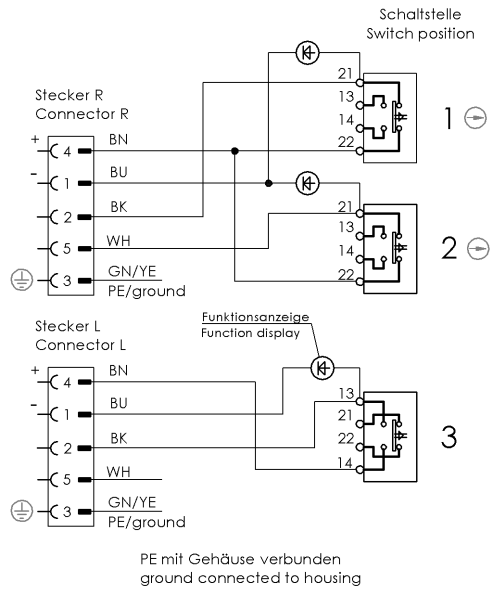 Schaltstelle
Switch position
Stecker R
Connector R
+ 4 BN
- 1 BU
2 BK
5 WH
3 GN/YE
PE/ground
21
13
14
22
1
21
13
14
22
2
Funktionsanzeige
Function display
Stecker L
Connector L
+ 4 BN
- 1 BU
2 BK
5 WH
3 GN/YE
PE/ground
13
21
22
14
3
PE mit Gehäuse verbunden
ground connected to housing